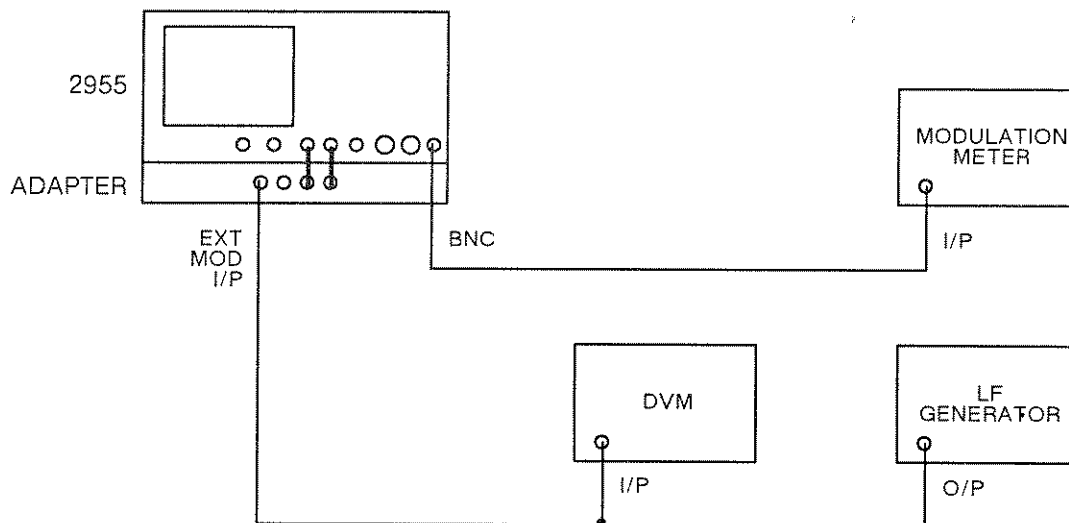 2955
MODULATION
METER
ADAPTER
EXT
MOD
I/P
BNC
I/P
DVM
LF
GENERATOR
I/P
O/P